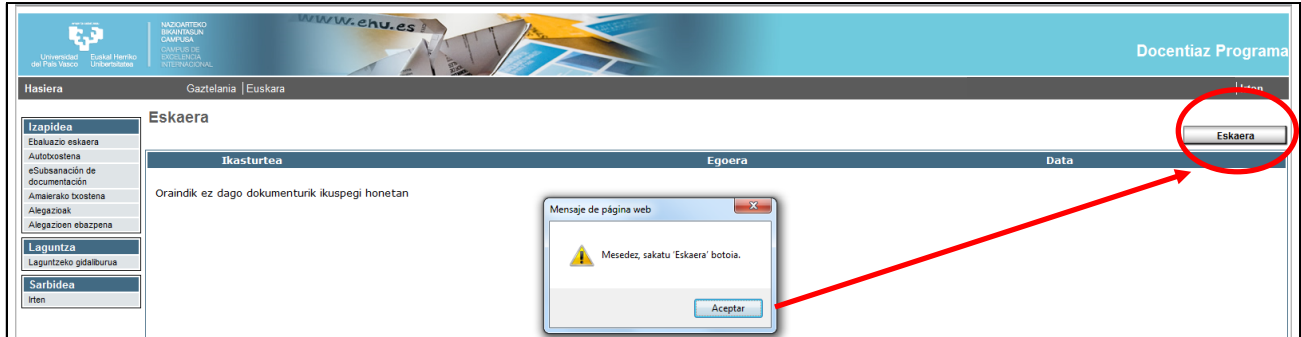 Universidad del País Vasco
Euskal Herriko Unibertsitatea
NAZIOARTEKO
BIKAINTASUN
CAMPUSA
CAMPUS DE
EXCELENCIA
INTERNACIONAL
www.ehu.es
Docentiaz Programa
Hasiera
Gaztelania | Euskara
| Irten
Izapidea
Ebaluazio eskaera
Autotxostena
eSubsanación de
documentación
Amaierako txostena
Alegazioak
Alegazioen ebazpena
Laguntza
Laguntzeko gidaliburua
Sarbidea
Irten
Eskaera
Eskaera
Ikasturtea Egoera Data
Oraindik ez dago dokumenturik ikuspegi honetan
Mensaje de página web
Mesedez, sakatu 'Eskaera' botoia.
Aceptar